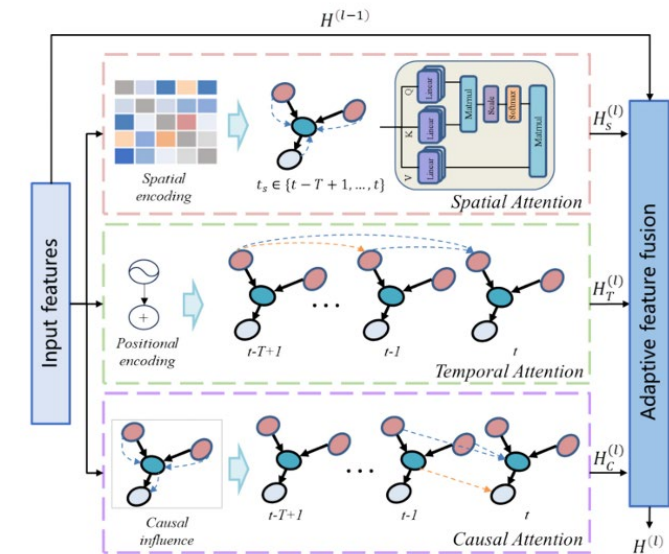 H^{(l-1)}
Input features
Spatial
encoding
t_s ∈ {t − T + 1, ..., t}
Q
K
V
Linear
Linear
Linear
Matmul
Scale
Softmax
Matmul
Spatial Attention
H_S^{(l)}
+
Positional
encoding
t-T+1
...
t-1
t
Temporal Attention
H_T^{(l)}
Causal
influence
t-T+1
...
t-1
t
Causal Attention
H_C^{(l)}
Adaptive feature fusion
H^{(l)}